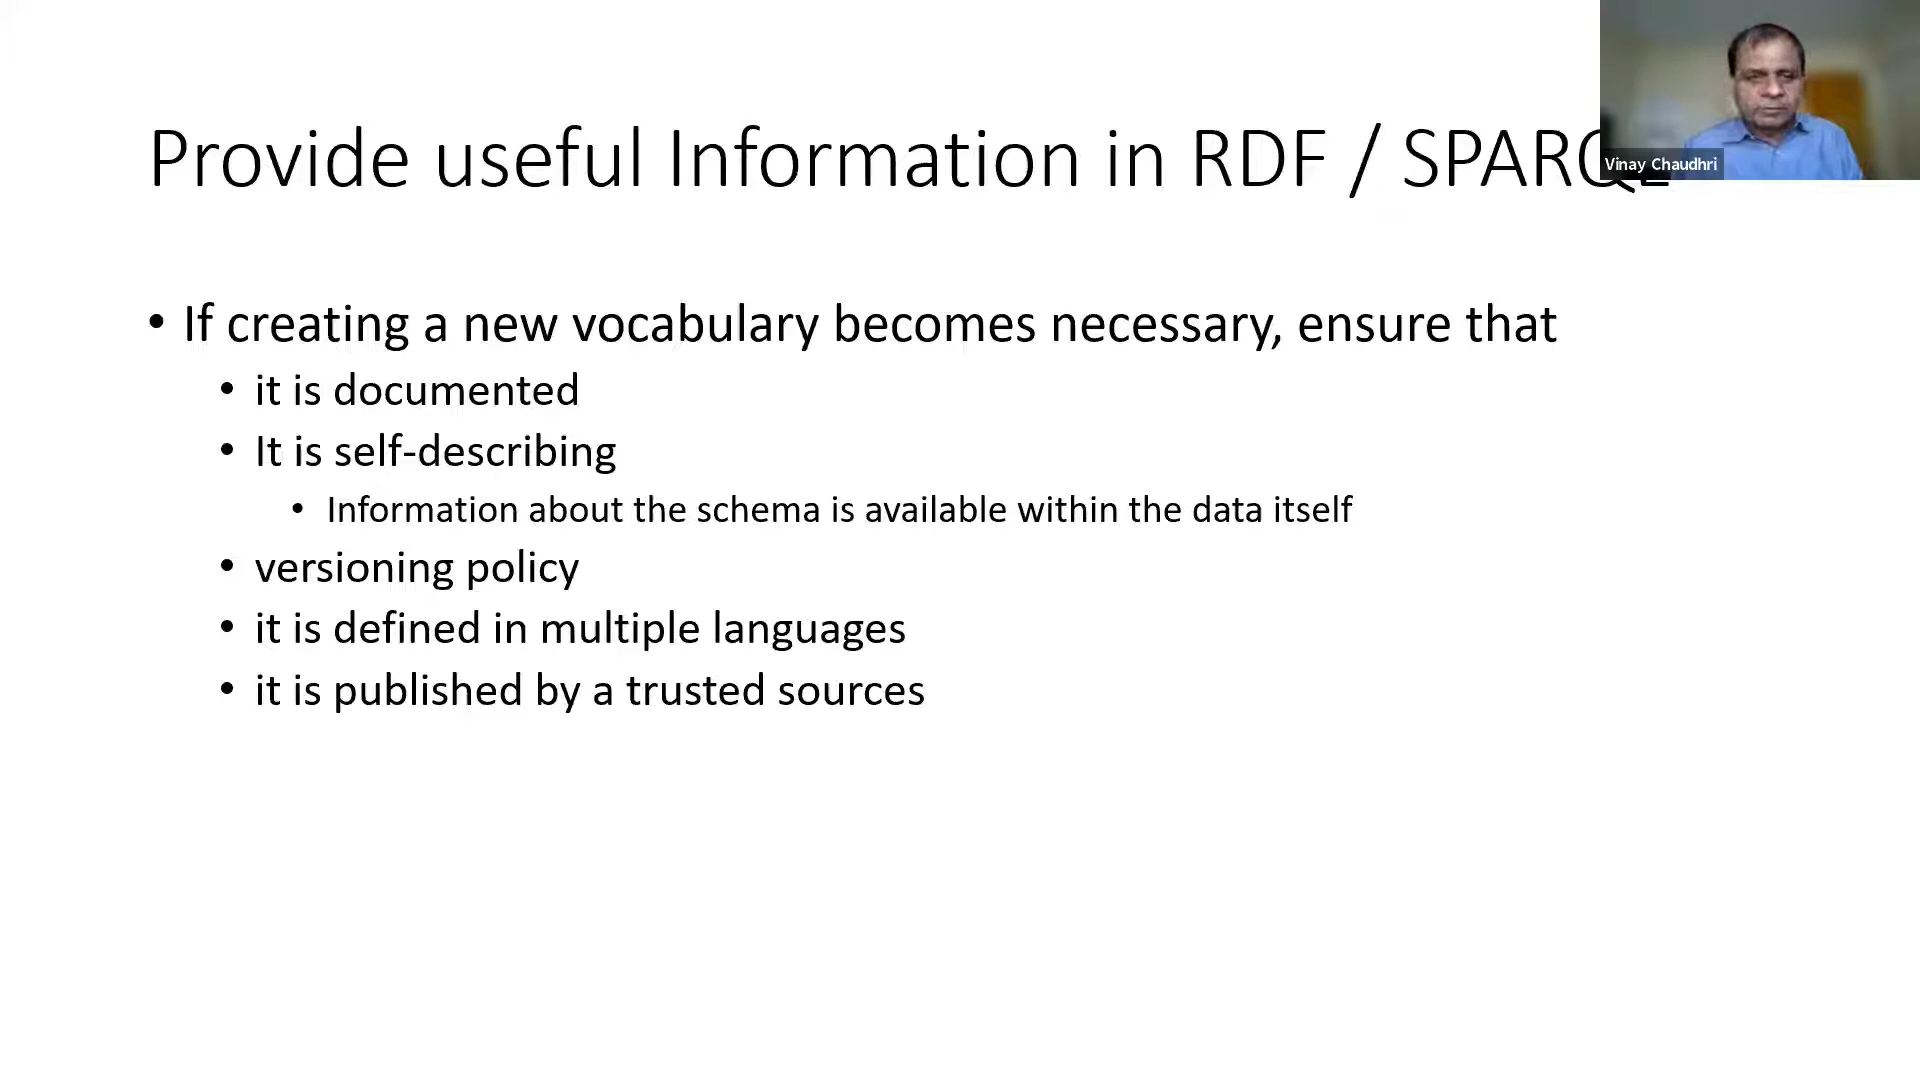 Provide useful Information in RDF / SPARQL
Vinay Chaudhri
• If creating a new vocabulary becomes necessary, ensure that
• it is documented
• It is self-describing
• Information about the schema is available within the data itself
• versioning policy
• it is defined in multiple languages
• it is published by a trusted sources